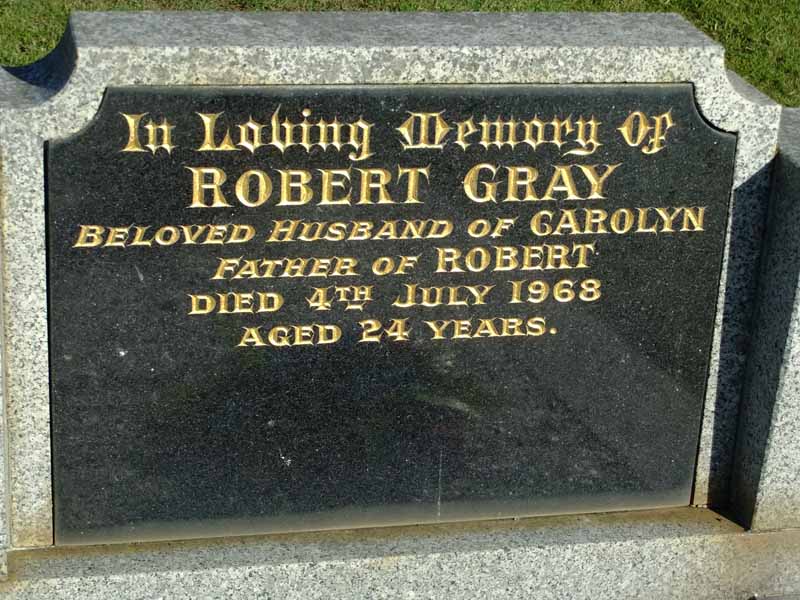 In Loving Memory Of
ROBERT GRAY
BELOVED HUSBAND OF CAROLYN
FATHER OF ROBERT
DIED 4TH JULY 1968
AGED 24 YEARS.